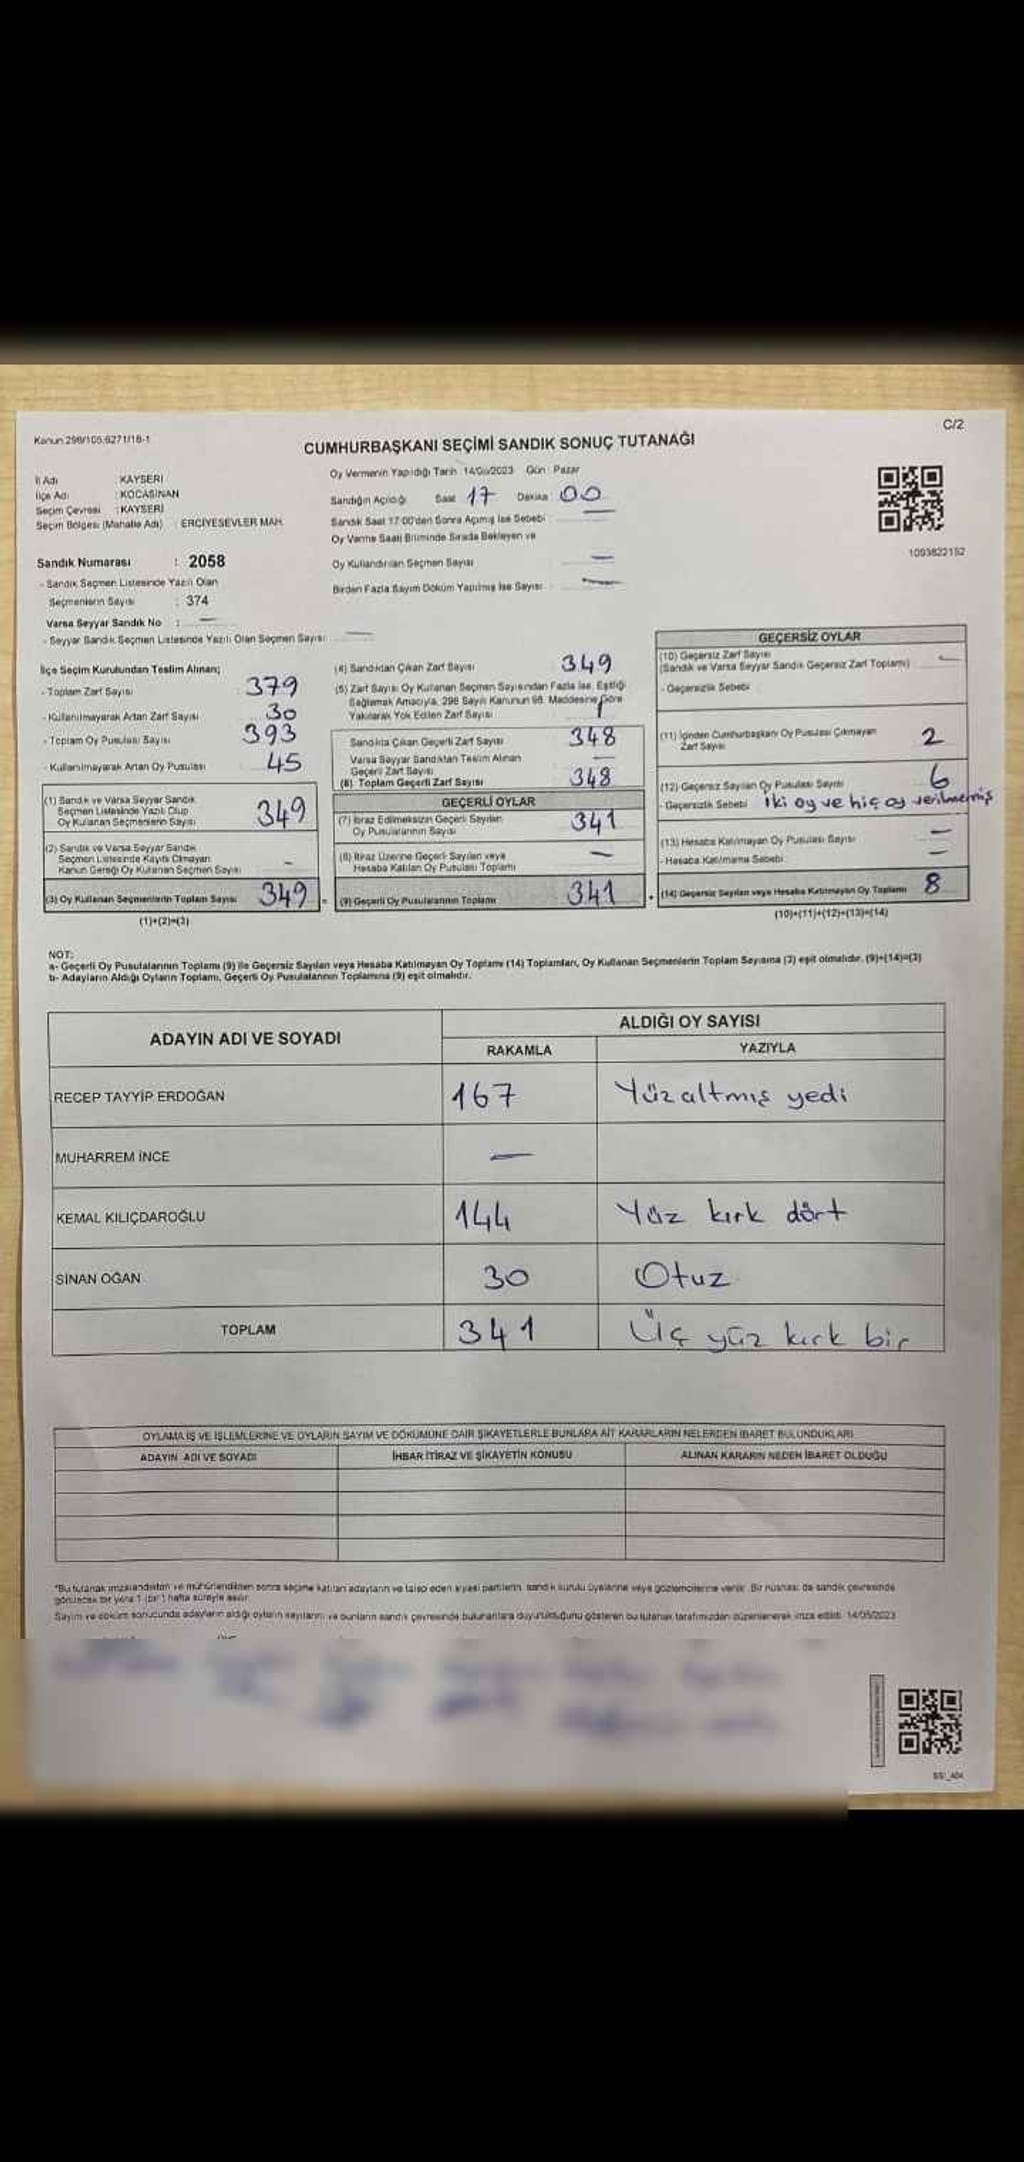 Kanun 298/105,6271/18-1
C/2
CUMHURBAŞKANI SEÇİMİ SANDIK SONUÇ TUTANAĞI
İl Adı : KAYSERİ
İlçe Adı : KOCASİNAN
Seçim Çevresi : KAYSERİ
Seçim Bölgesi (Mahalle Adı) : ERCİYESEVLER MAH.
Sandık Numarası : 2058
- Sandık Seçmen Listesinde Yazılı Olan
Seçmenlerin Sayısı : 374
Varsa Seyyar Sandık No : —
- Seyyar Sandık Seçmen Listesinde Yazılı Olan Seçmen Sayısı —
Oy Vermenin Yapıldığı Tarih : 14/05/2023 Gün : Pazar
Sandığın Açıldığı Saat 17 Dakika 00
Sandık Saat 17:00'den Sonra Açılmış İse Sebebi : —
Oy Verme Saati Bitiminde Sırada Bekleyen ve
Oy Kullandırılan Seçmen Sayısı —
Birden Fazla Sayım Döküm Yapılmış İse Sayısı : —
1093822152
İlçe Seçim Kurulundan Teslim Alınan;
- Toplam Zarf Sayısı 379
- Kullanılmayarak Artan Zarf Sayısı 30
- Toplam Oy Pusulası Sayısı 393
- Kullanılmayarak Artan Oy Pusulası 45
(1) Sandık ve Varsa Seyyar Sandık
Seçmen Listesinde Yazılı Olup
Oy Kullanan Seçmenlerin Sayısı 349
(2) Sandık ve Varsa Seyyar Sandık
Seçmen Listesinde Kayıtlı Olmayan
Kanun Gereği Oy Kullanan Seçmen Sayısı -
(3) Oy Kullanan Seçmenlerin Toplam Sayısı 349 =
(1)+(2)=(3)
(4) Sandıktan Çıkan Zarf Sayısı 349
(5) Zarf Sayısı Oy Kullanan Seçmen Sayısından Fazla İse, Eşitliği
Sağlamak Amacıyla, 298 Sayılı Kanunun 98. Maddesine Göre
Yakılarak Yok Edilen Zarf Sayısı 1
Sandıkta Çıkan Geçerli Zarf Sayısı 348
Varsa Seyyar Sandıktan Teslim Alınan
Geçerli Zarf Sayısı —
(6) Toplam Geçerli Zarf Sayısı 348
GEÇERLİ OYLAR
(7) İtiraz Edilmeksizin Geçerli Sayılan
Oy Pusulalarının Sayısı 341
(8) İtiraz Üzerine Geçerli Sayılan veya
Hesaba Katılan Oy Pusulası Toplamı —
(9) Geçerli Oy Pusulalarının Toplamı 341 +
GEÇERSİZ OYLAR
(10) Geçersiz Zarf Sayısı
(Sandık ve Varsa Seyyar Sandık Geçersiz Zarf Toplamı) —
- Geçersizlik Sebebi
(11) İçinden Cumhurbaşkanı Oy Pusulası Çıkmayan
Zarf Sayısı 2
(12) Geçersiz Sayılan Oy Pusulası Sayısı 6
- Geçersizlik Sebebi iki oy ve hiç oy verilmemiş
(13) Hesaba Katılmayan Oy Pusulası Sayısı —
- Hesaba Katılmama Sebebi —
(14) Geçersiz Sayılan veya Hesaba Katılmayan Oy Toplamı 8
(10)+(11)+(12)+(13)=(14)
NOT:
a- Geçerli Oy Pusulalarının Toplamı (9) ile Geçersiz Sayılan veya Hesaba Katılmayan Oy Toplamı (14) Toplamları, Oy Kullanan Seçmenlerin Toplam Sayısına (3) eşit olmalıdır. (9)+(14)=(3)
b- Adayların Aldığı Oyların Toplamı, Geçerli Oy Pusulalarının Toplamına (9) eşit olmalıdır.
ADAYIN ADI VE SOYADI
ALDIĞI OY SAYISI
RAKAMLA YAZIYLA
RECEP TAYYİP ERDOĞAN 167 Yüz altmış yedi
MUHARREM İNCE —
KEMAL KILIÇDAROĞLU 144 Yüz kırk dört
SİNAN OĞAN 30 Otuz
TOPLAM 341 Üç yüz kırk bir
OYLAMA İŞ VE İŞLEMLERİNE VE OYLARIN SAYIM VE DÖKÜMÜNE DAİR ŞİKAYETLERLE BUNLARA AİT KARARLARIN NELERDEN İBARET BULUNDUKLARI
ADAYIN ADI VE SOYADI İHBAR İTİRAZ VE ŞİKAYETİN KONUSU ALINAN KARARIN NEDEN İBARET OLDUĞU
*Bu tutanak imzalandıktan ve mühürlendikten sonra seçime katılan adayların ve talep eden siyasi partilerin, sandık kurulu üyelerine veya gözlemcilerine verilir. Bir nüshası da sandık çevresinde
görülecek bir yere 1 (bir) hafta süreyle asılır.
Sayım ve döküm sonucunda adayların aldığı oyların sayılarını ve bunların sandık çevresinde bulunanlara duyurulduğunu gösteren bu tutanak tarafımızdan düzenlenerek imza edildi. 14/05/2023